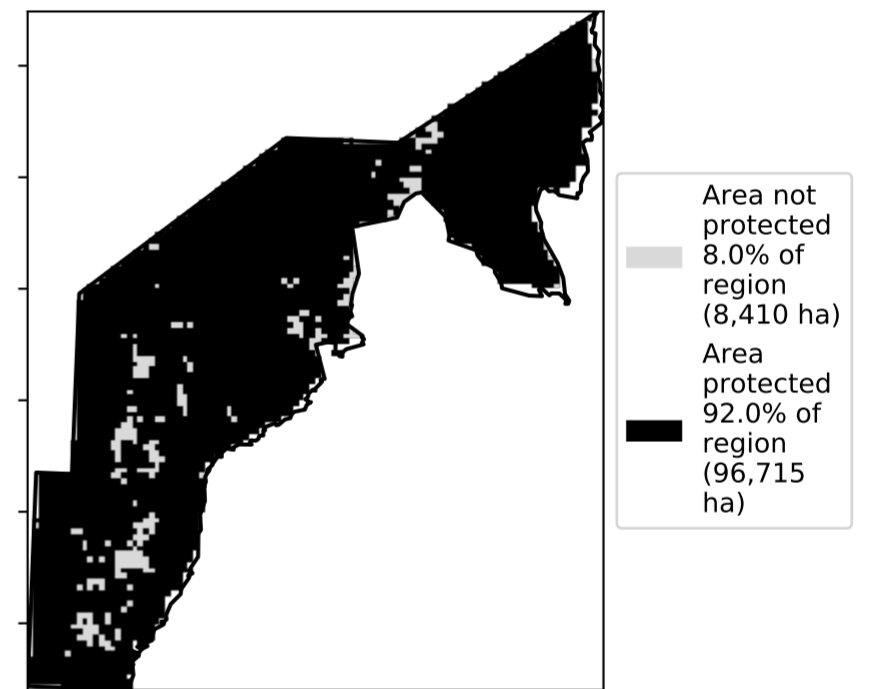 Area not
protected
8.0% of
region
(8,410 ha)
Area
protected
92.0% of
region
(96,715
ha)